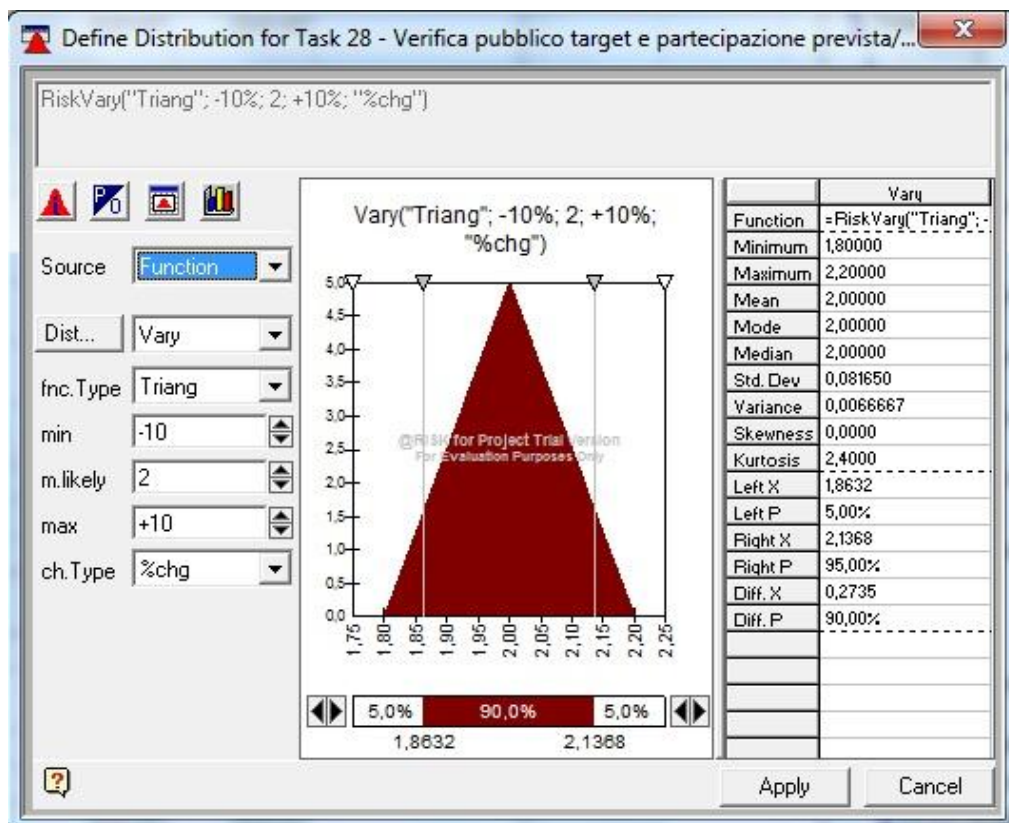 Define Distribution for Task 28 - Verifica pubblico target e partecipazione prevista/...
RiskVary("Triang"; -10%; 2; +10%; "%chg")
Source Function
Dist... Vary
fnc.Type Triang
min -10
m.likely 2
max +10
ch.Type %chg
Vary("Triang"; -10%; 2; +10%;
"%chg")
5,0
4,5
4,0
3,5
3,0
2,5
2,0
1,5
1,0
0,5
0,0
@RISK for Project Trial Version
For Evaluation Purposes Only
1,75 1,80 1,85 1,90 1,95 2,00 2,05 2,10 2,15 2,20 2,25
5,0% 90,0% 5,0%
1,8632 2,1368
Vary
Function =RiskVary("Triang"; -
Minimum 1,80000
Maximum 2,20000
Mean 2,00000
Mode 2,00000
Median 2,00000
Std. Dev 0,081650
Variance 0,0066667
Skewness 0,0000
Kurtosis 2,4000
Left X 1,8632
Left P 5,00%
Right X 2,1368
Right P 95,00%
Diff. X 0,2735
Diff. P 90,00%
Apply Cancel